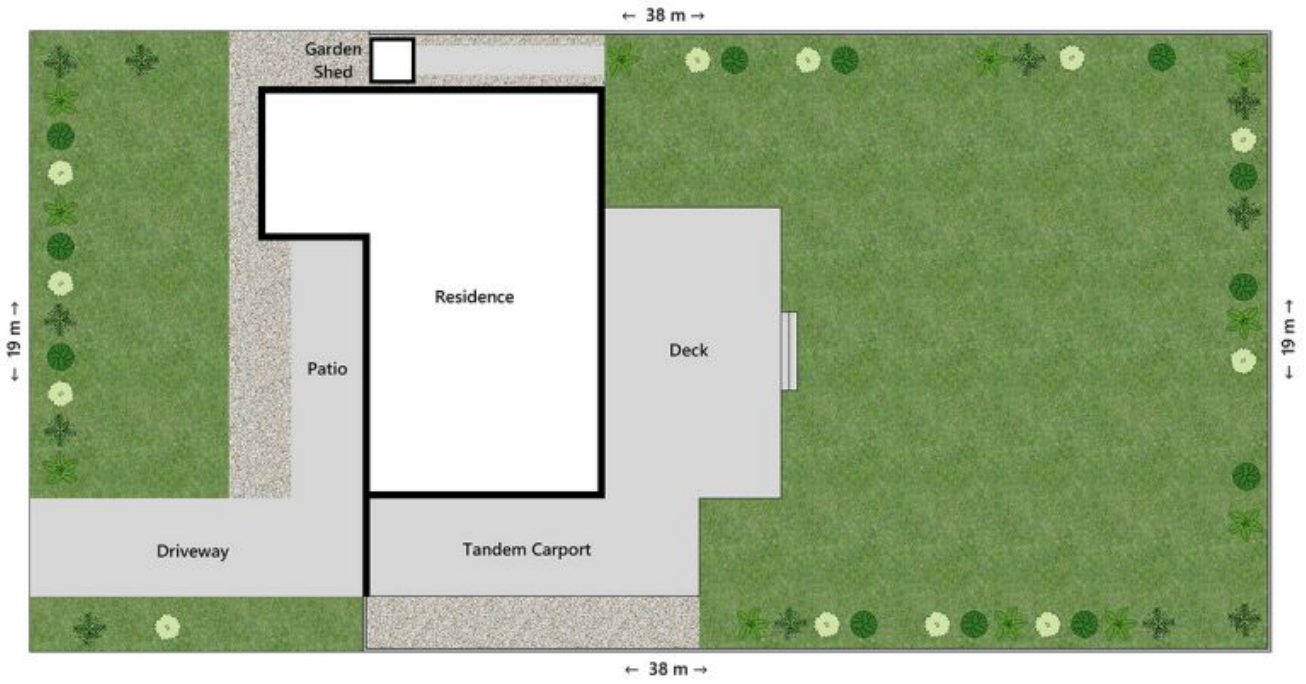 ← 38 m →
Garden
Shed
Residence
← 19 m →
Deck
← 19 m →
Patio
Driveway
Tandem Carport
← 38 m →